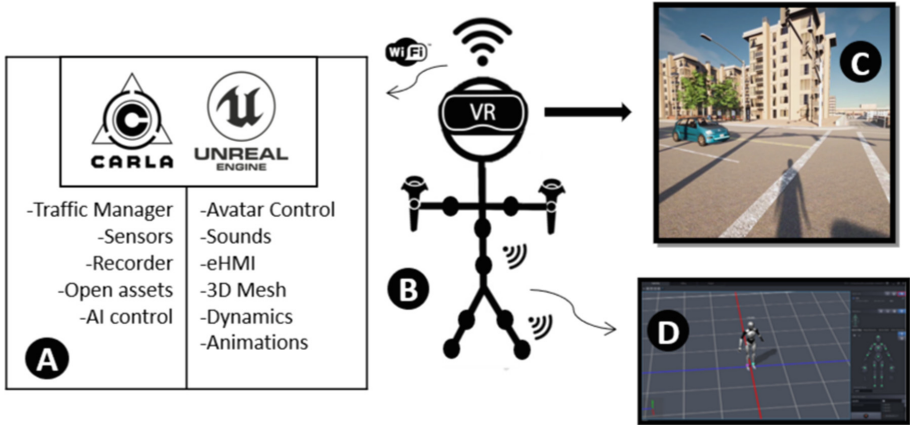 CARLA
UNREAL
ENGINE
-Traffic Manager
-Sensors
-Recorder
-Open assets
-AI control
-Avatar Control
-Sounds
-eHMI
-3D Mesh
-Dynamics
-Animations
A
WiFi
VR
B
C
D